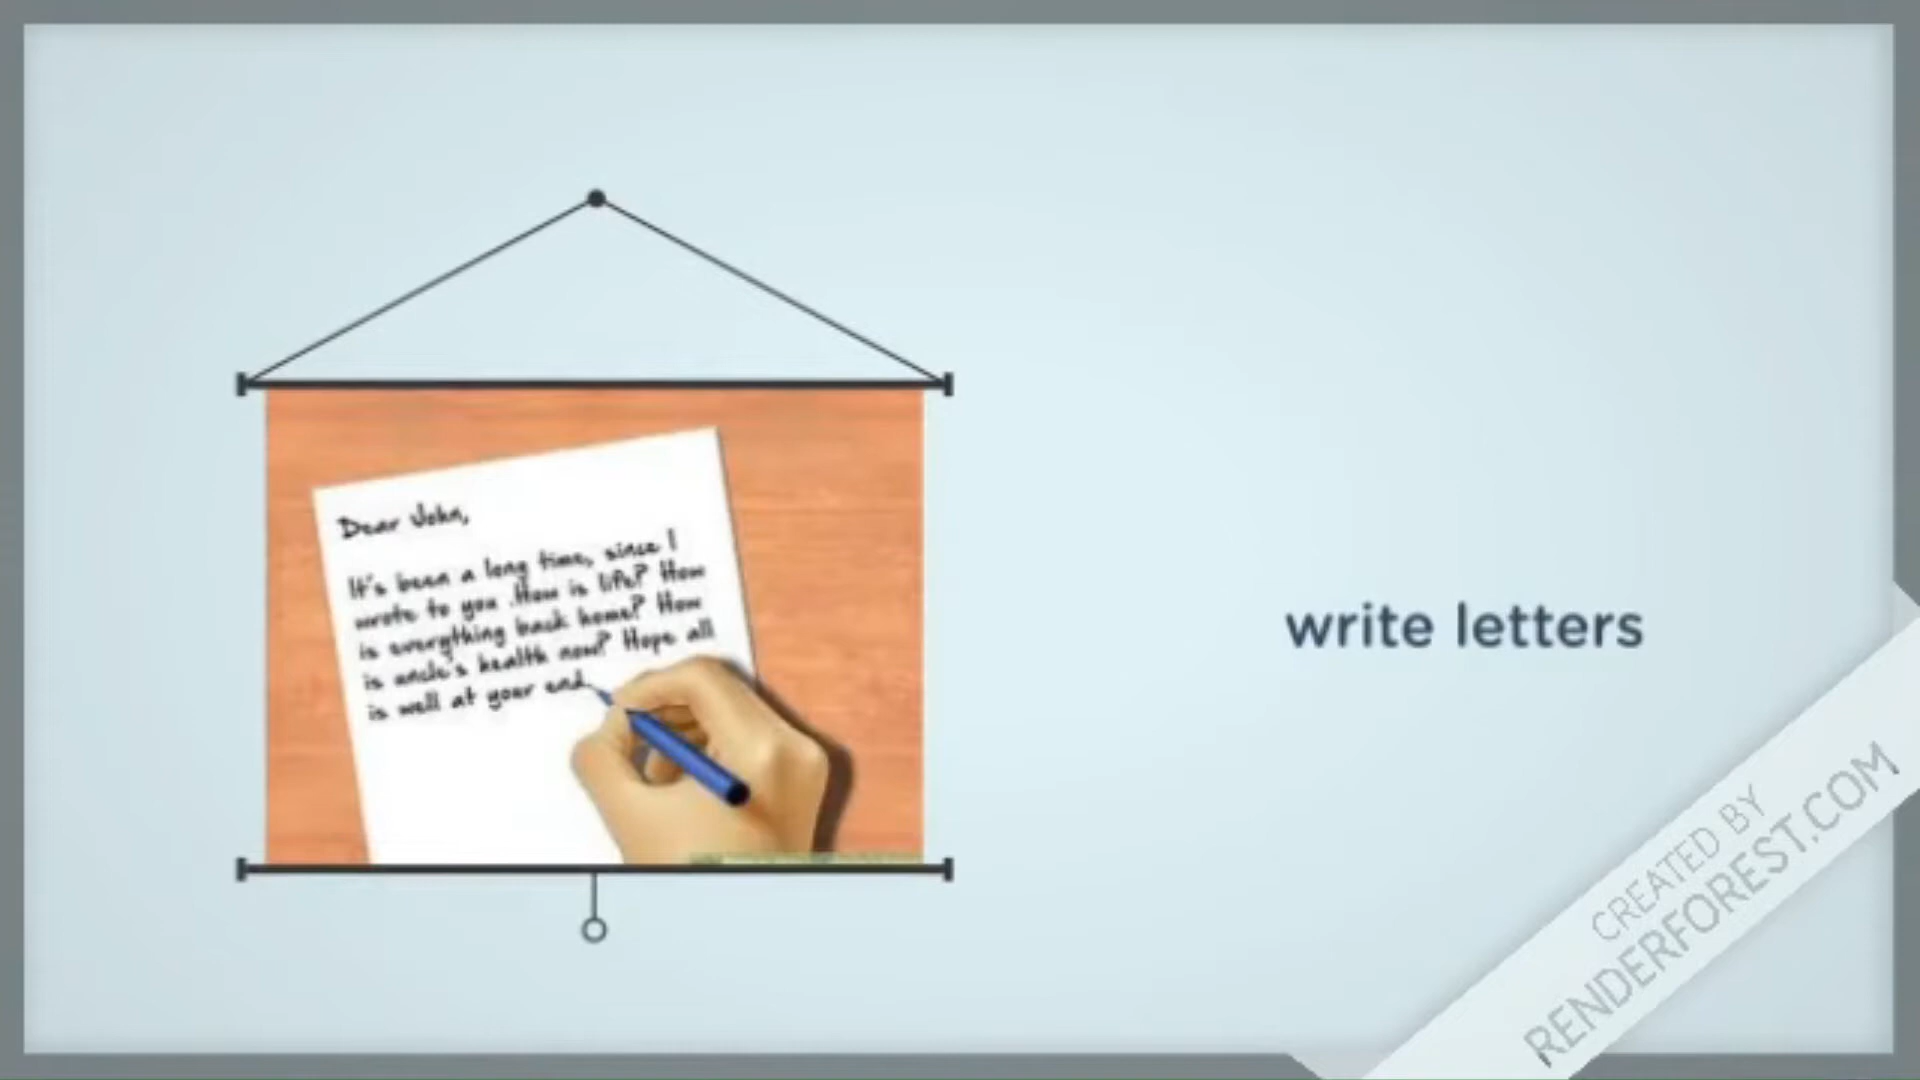 Dear John,
It's been a long time, since I
wrote to you .How is life? How
is everything back home? How
is uncle's health now? Hope all
is well at your end.
write letters
CREATED BY
RENDERFOREST.COM